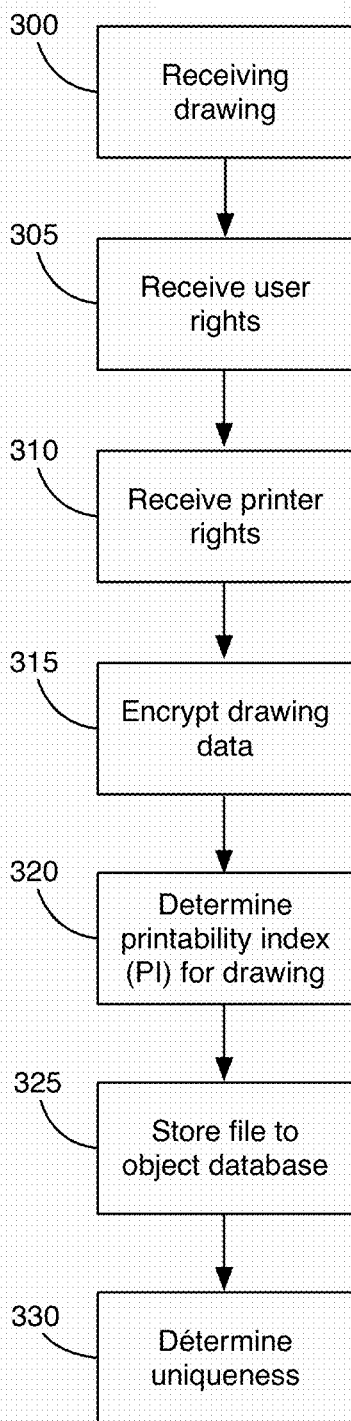 300
Receiving
drawing
305
Receive user
rights
310
Receive printer
rights
315
Encrypt drawing
data
320
Determine
printability index
(PI) for drawing
325
Store file to
object database
330
Détermine
uniqueness